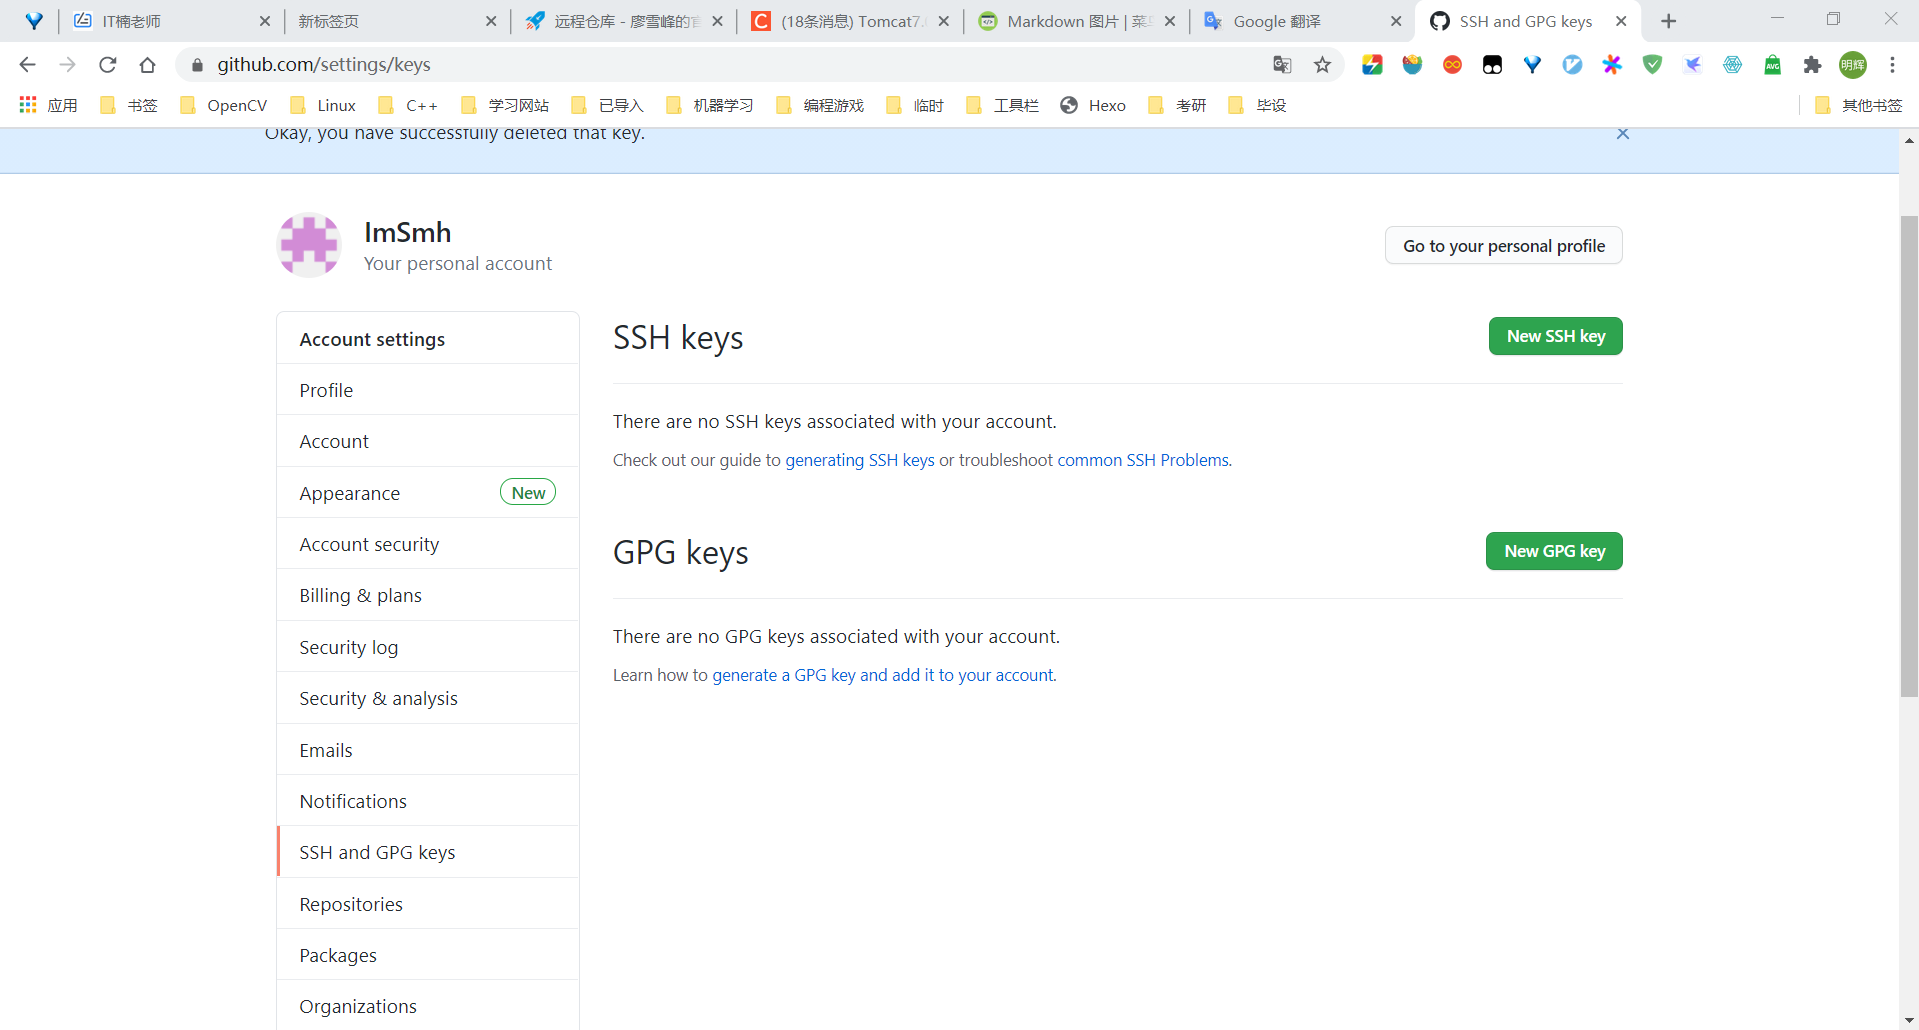 IT楠老师
新标签页
远程仓库 - 廖雪峰的官
(18条消息) Tomcat7.
Markdown 图片 | 菜
Google 翻译
SSH and GPG keys
github.com/settings/keys
明辉
应用
书签
OpenCV
Linux
C++
学习网站
已导入
机器学习
编程游戏
临时
工具栏
Hexo
考研
毕设
其他书签
Okay, you have successfully deleted that key.
ImSmh
Your personal account
Go to your personal profile
Account settings
Profile
Account
Appearance New
Account security
Billing & plans
Security log
Security & analysis
Emails
Notifications
SSH and GPG keys
Repositories
Packages
Organizations
SSH keys
New SSH key
There are no SSH keys associated with your account.
Check out our guide to generating SSH keys or troubleshoot common SSH Problems.
GPG keys
New GPG key
There are no GPG keys associated with your account.
Learn how to generate a GPG key and add it to your account.